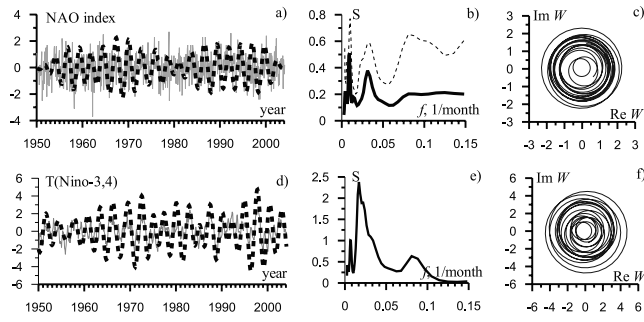 NAO index
a)
4
2
0
-2
-4
year
1950 1960 1970 1980 1990 2000
S
b)
0.8
0.6
0.4
0.2
0
f, 1/month
0 0.05 0.1 0.15
Im W
c)
3
2
1
0
-1
-2
-3
Re W
-3 -2 -1 0 1 2 3
T(Nino-3,4)
d)
6
4
2
0
-2
-4
-6
year
1950 1960 1970 1980 1990 2000
S
e)
2.5
2
1.5
1
0.5
0
f, 1/month
0 0.05 0.1 0.15
Im W
f)
6
4
2
0
-2
-4
-6
Re W
-6 -4 -2 0 2 4 6